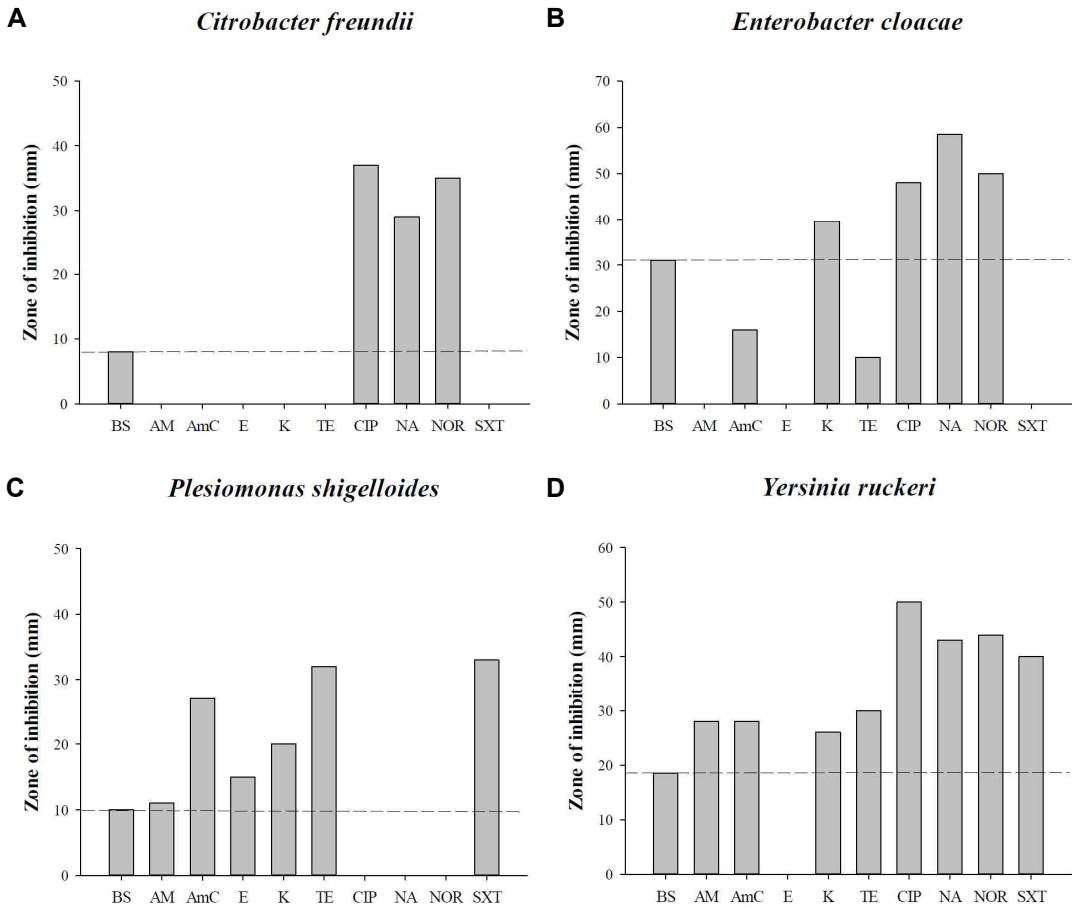 A
Citrobacter freundii
Zone of inhibition (mm)
50
40
30
20
10
0
BS AM AmC E K TE CIP NA NOR SXT
B
Enterobacter cloacae
Zone of inhibition (mm)
70
60
50
40
30
20
10
0
BS AM AmC E K TE CIP NA NOR SXT
C
Plesiomonas shigelloides
Zone of inhibition (mm)
50
40
30
20
10
0
BS AM AmC E K TE CIP NA NOR SXT
D
Yersinia ruckeri
Zone of inhibition (mm)
60
50
40
30
20
10
0
BS AM AmC E K TE CIP NA NOR SXT